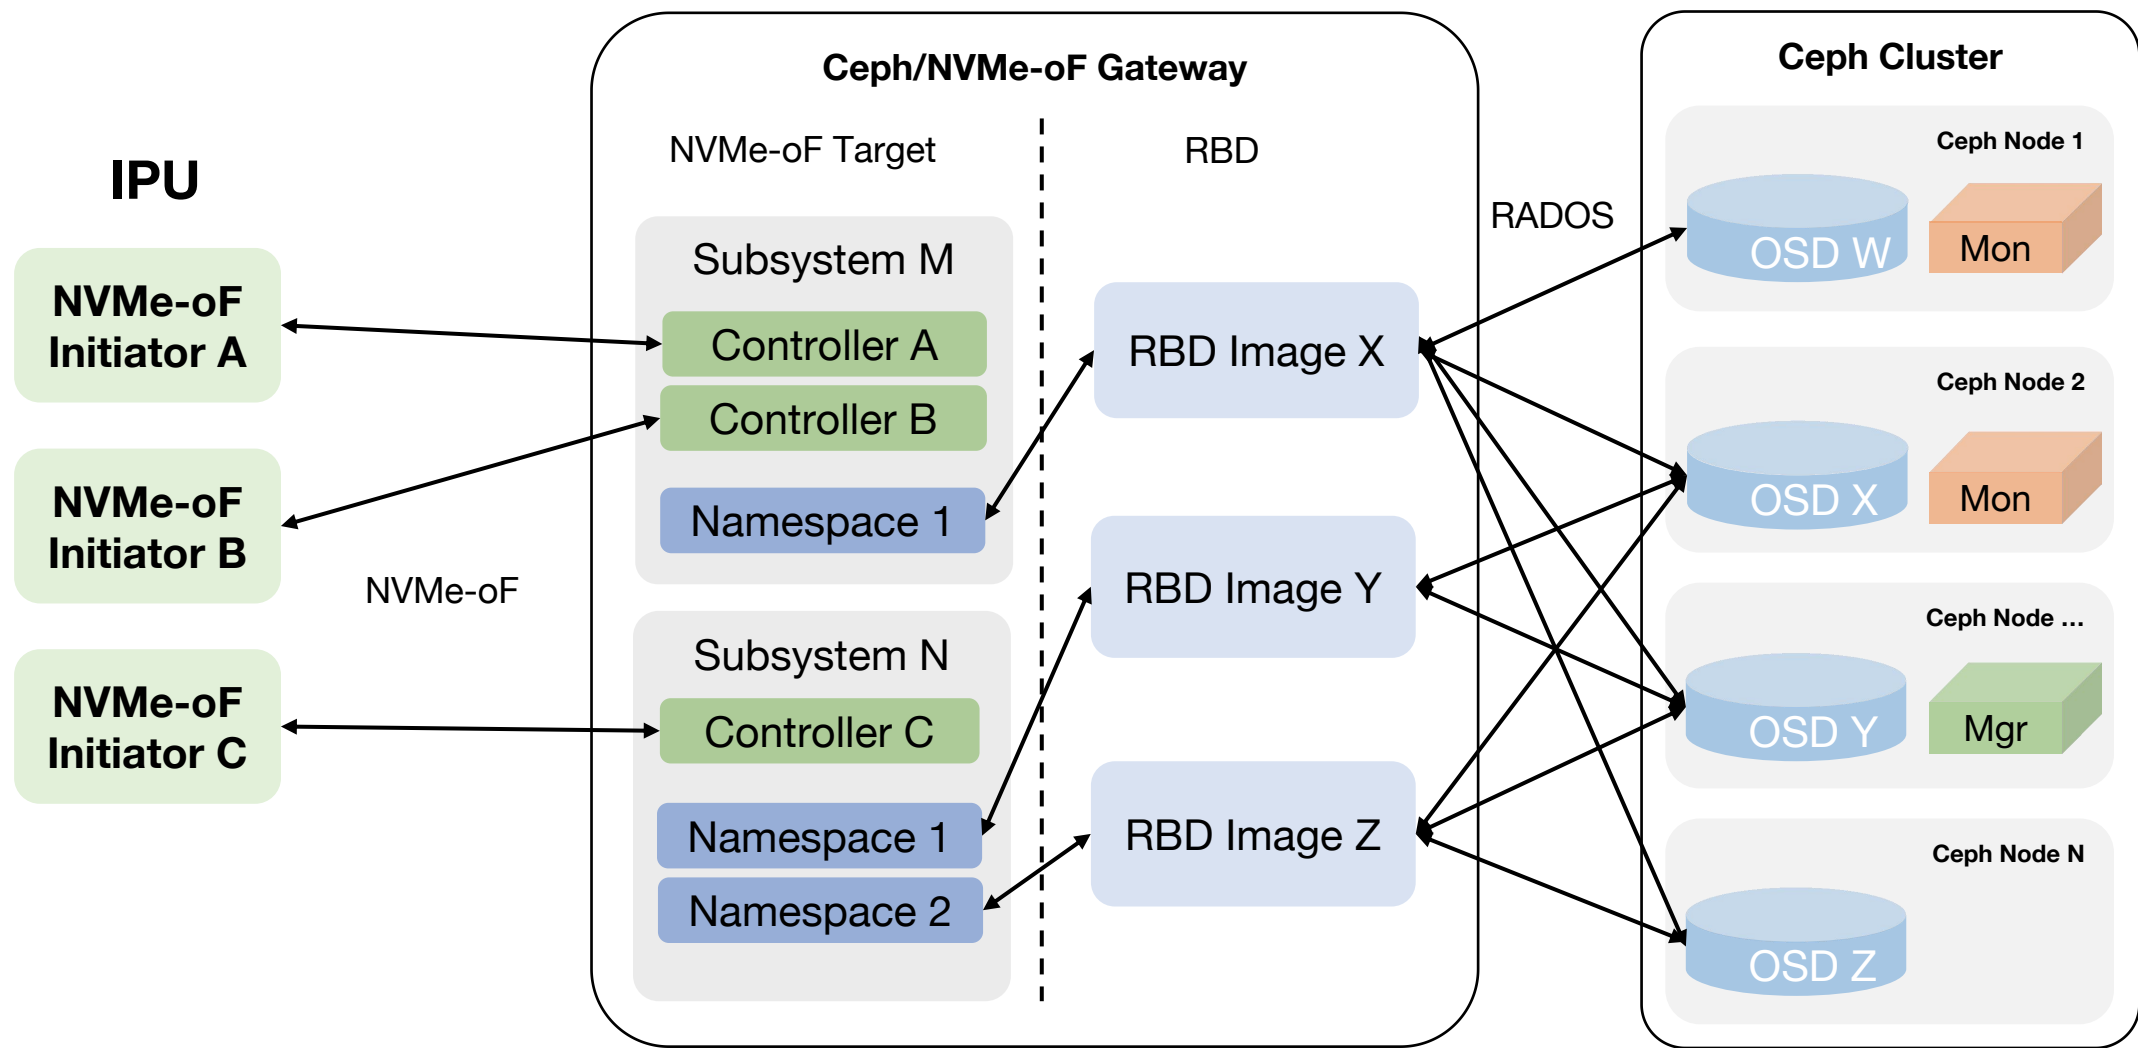 IPU
NVMe-oF
Initiator A
NVMe-oF
Initiator B
NVMe-oF
Initiator C
NVMe-oF
Ceph/NVMe-oF Gateway
NVMe-oF Target
RBD
Subsystem M
Controller A
Controller B
Namespace 1
Subsystem N
Controller C
Namespace 1
Namespace 2
RBD Image X
RBD Image Y
RBD Image Z
RADOS
Ceph Cluster
Ceph Node 1
OSD W
Mon
Ceph Node 2
OSD X
Mon
Ceph Node ...
OSD Y
Mgr
Ceph Node N
OSD Z